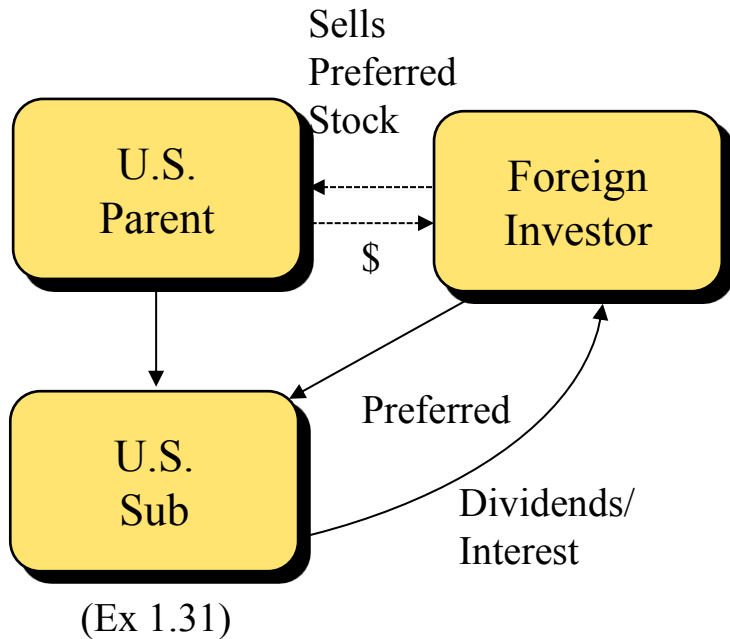 Sells
Preferred
Stock
U.S.
Parent
Foreign
Investor
$
U.S.
Sub
Preferred
Dividends/
Interest
(Ex 1.31)